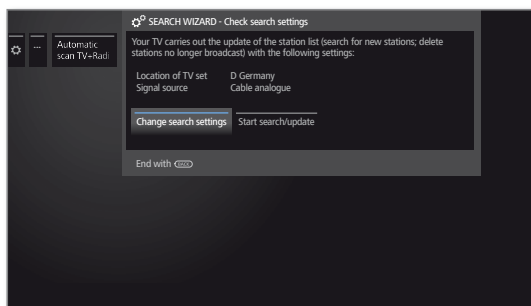 SEARCH WIZARD - Check search settings
... Automatic
scan TV+Radi
Your TV carries out the update of the station list (search for new stations; delete
stations no longer broadcast) with the following settings:
Location of TV set D Germany
Signal source Cable analogue
Change search settings Start search/update
End with BACK